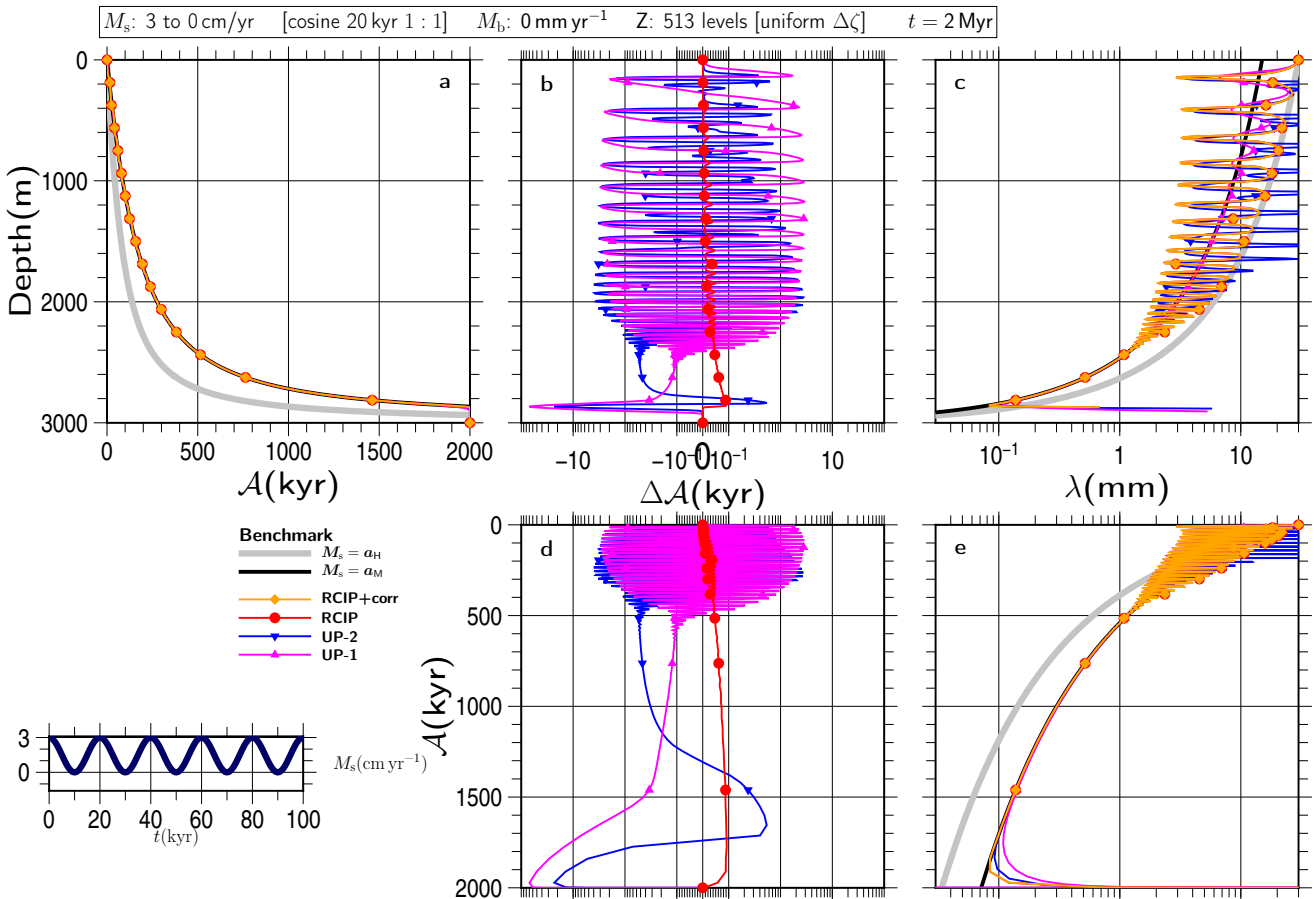 Mₛ: 3 to 0 cm/yr [cosine 20 kyr 1 : 1] M_b: 0 mm yr⁻¹ Z: 513 levels [uniform Δζ] t = 2 Myr
a b c
0
1000
2000
3000
Depth(m)
0 500 1000 1500 2000
𝒜(kyr)
−10 −10⁻¹ 0 10⁻¹ 10
Δ𝒜(kyr)
10⁻¹ 1 10
λ(mm)
Benchmark
Mₛ = a_H
Mₛ = a_M
RCIP+corr
RCIP
UP-2
UP-1
d e
0
500
1000
1500
2000
𝒜(kyr)
3
0
Mₛ(cm yr⁻¹)
0 20 40 60 80 100
t(kyr)